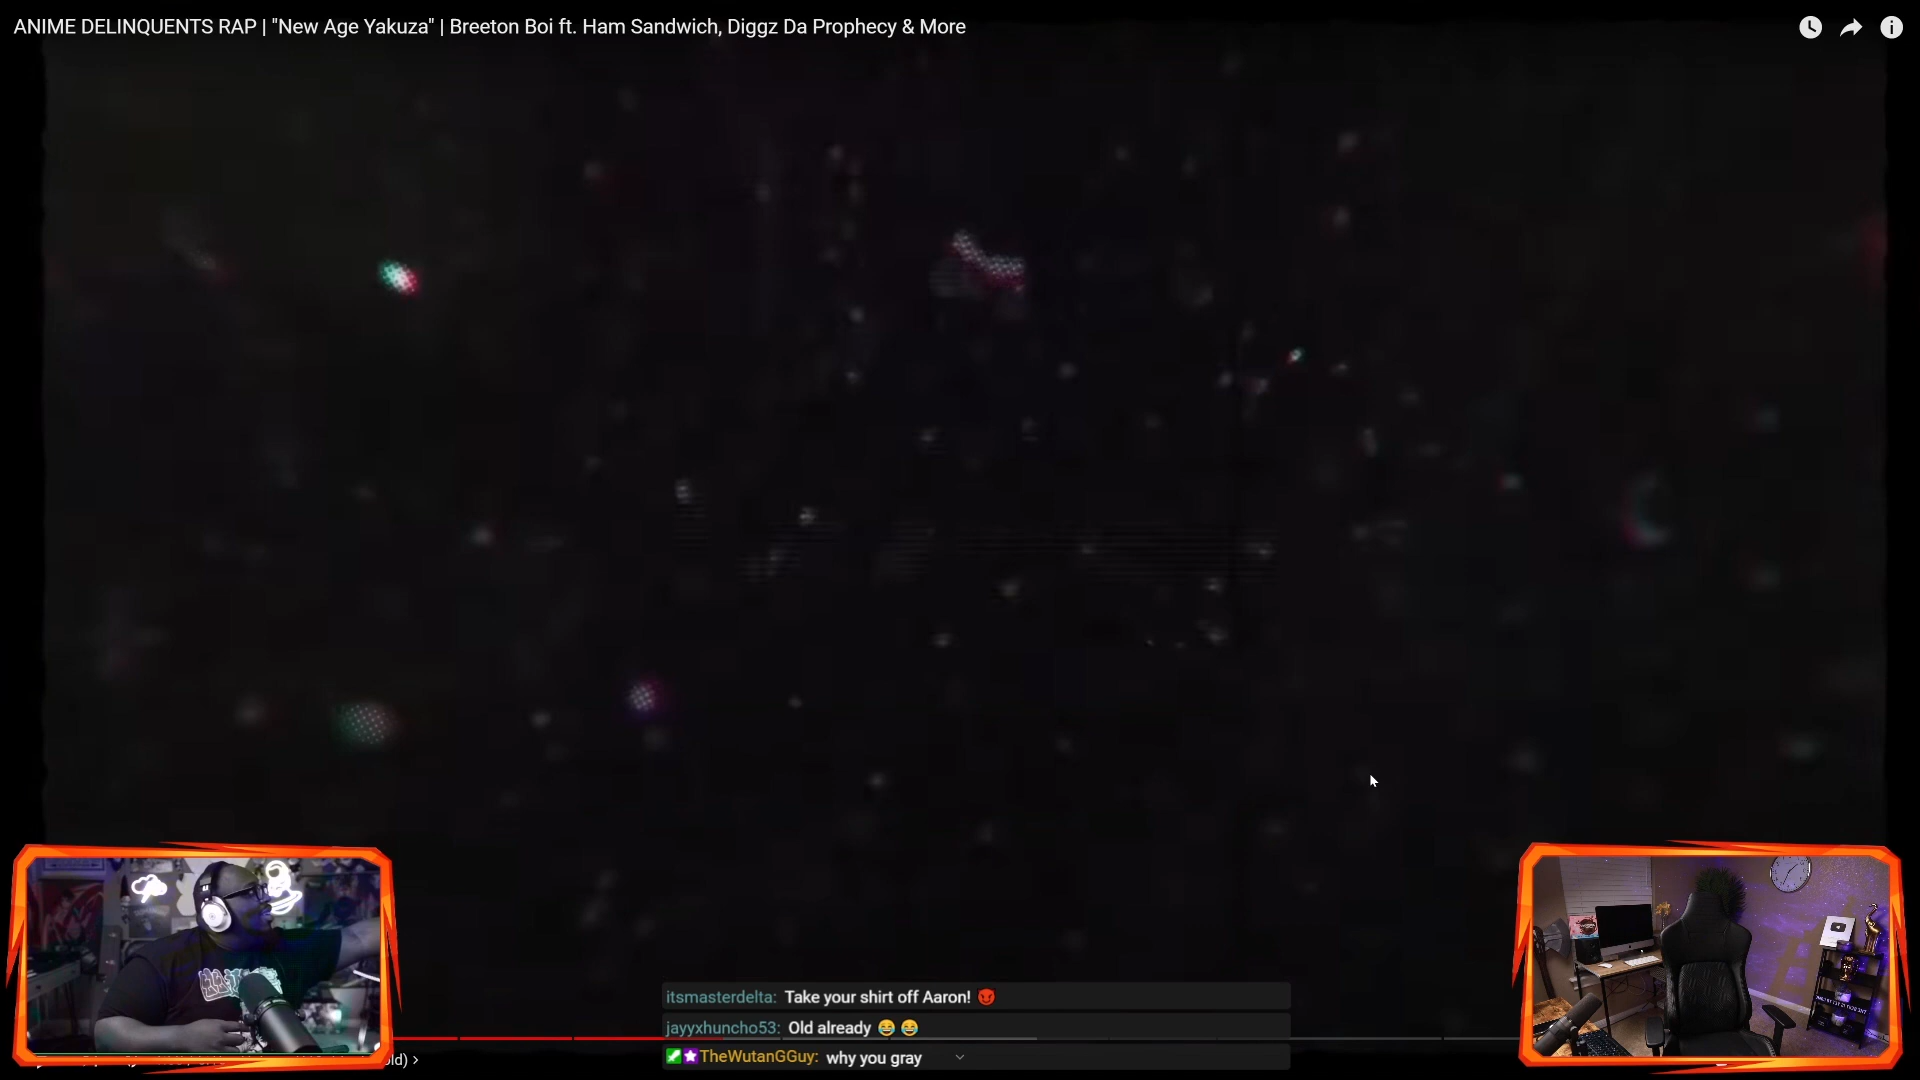 ANIME DELINQUENTS RAP | "New Age Yakuza" | Breeton Boi ft. Ham Sandwich, Diggz Da Prophecy & More
itsmasterdelta: Take your shirt off Aaron! 😈
jayyxhuncho53: Old already 😂 😂
TheWutanGGuy: why you gray
old) >